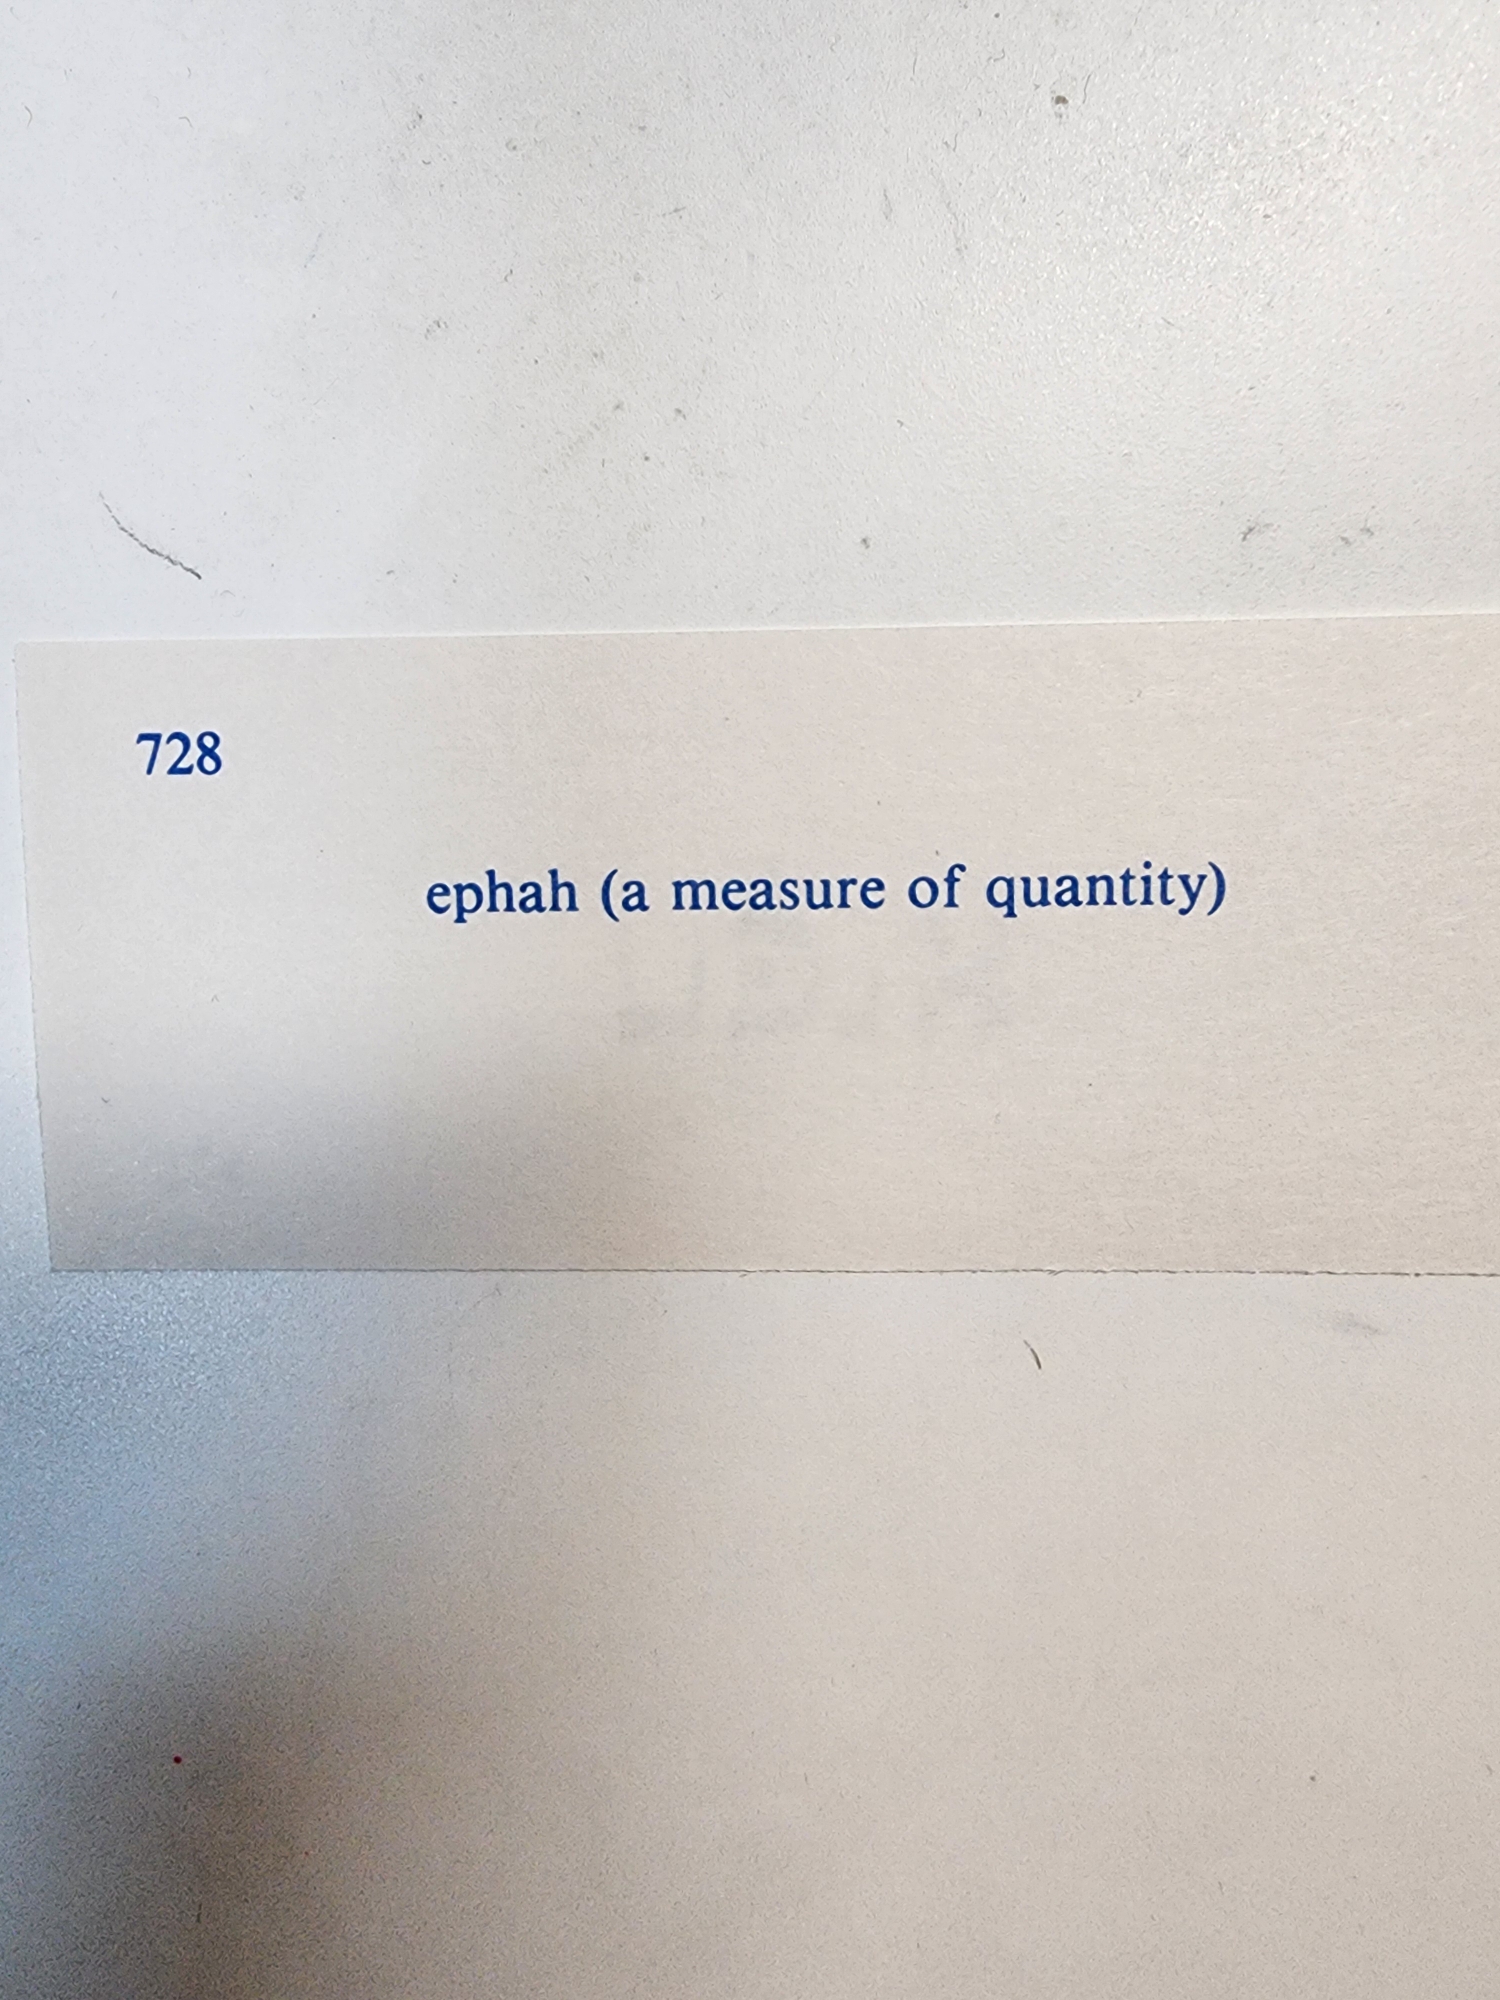 728
ephah (a measure of quantity)